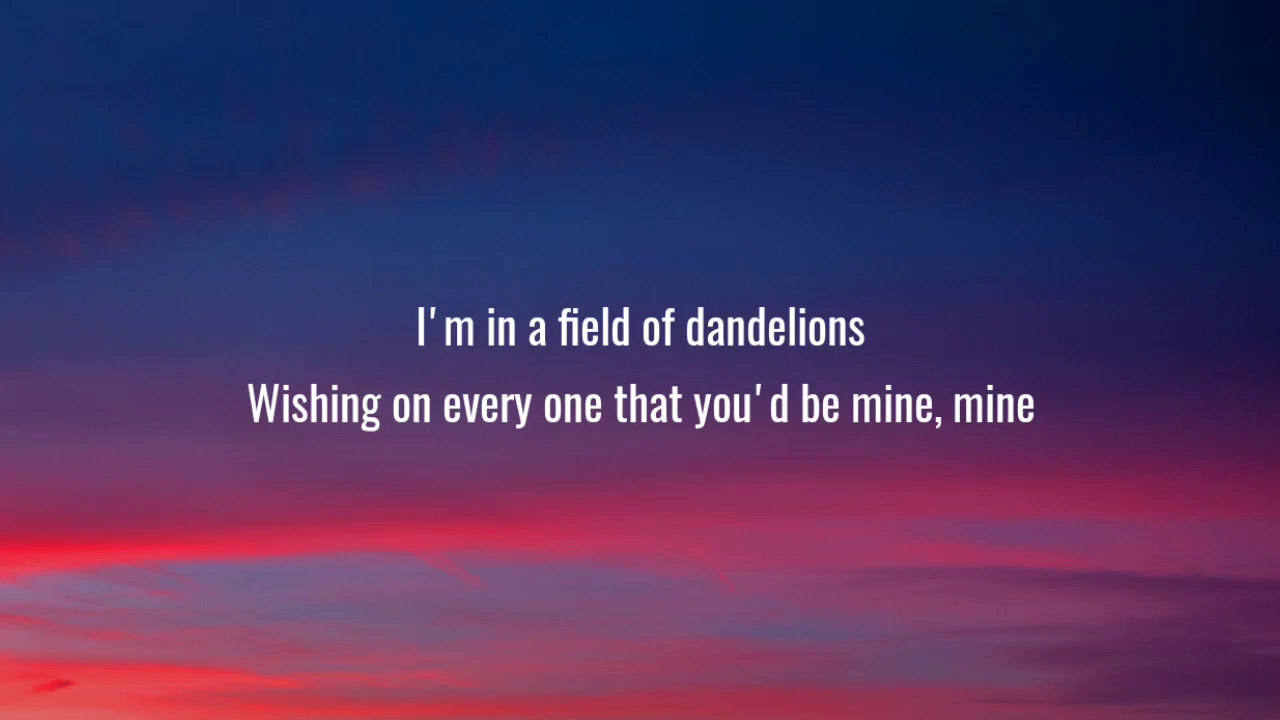 I'm in a field of dandelions
Wishing on every one that you'd be mine, mine